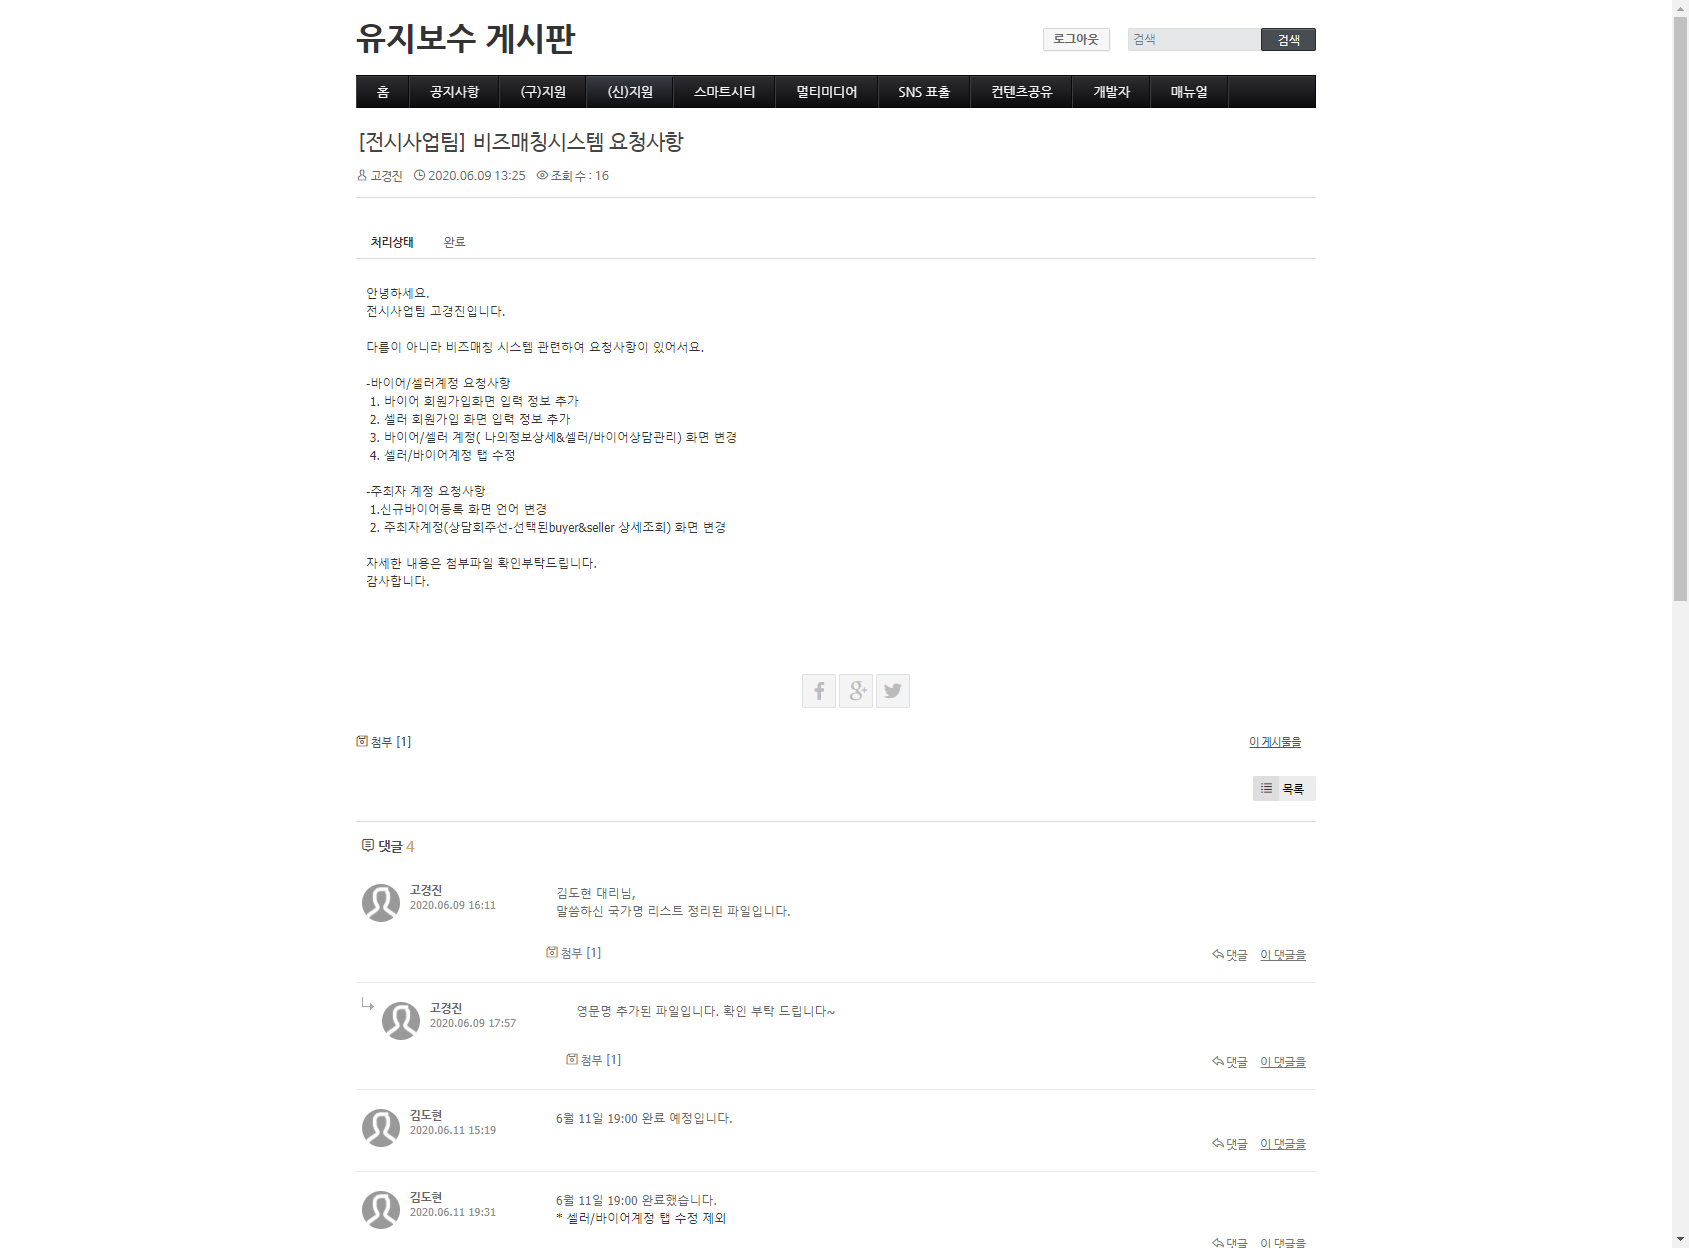 유지보수 게시판
로그아웃
검색
검색
홈
공지사항
(구)지원
(신)지원
스마트시티
멀티미디어
SNS 표출
컨텐츠공유
개발자
매뉴얼
[전시사업팀] 비즈매칭시스템 요청사항
고경진 2020.06.09 13:25 조회 수 : 16
처리상태 완료
안녕하세요.
전시사업팀 고경진입니다.
다름이 아니라 비즈매칭 시스템 관련하여 요청사항이 있어서요.
-바이어/셀러계정 요청사항
1. 바이어 회원가입화면 입력 정보 추가
2. 셀러 회원가입 화면 입력 정보 추가
3. 바이어/셀러 계정( 나의정보상세&셀러/바이어상담관리) 화면 변경
4. 셀러/바이어계정 탭 수정
-주최자 계정 요청사항
1.신규바이어등록 화면 언어 변경
2. 주최자계정(상담회주선-선택된buyer&seller 상세조회) 화면 변경
자세한 내용은 첨부파일 확인부탁드립니다.
감사합니다.
첨부 [1]
이 게시물을
목록
댓글 4
고경진
2020.06.09 16:11
김도현 대리님,
말씀하신 국가명 리스트 정리된 파일입니다.
첨부 [1]
댓글 이 댓글을
고경진
2020.06.09 17:57
영문명 추가된 파일입니다. 확인 부탁 드립니다~
첨부 [1]
댓글 이 댓글을
김도현
2020.06.11 15:19
6월 11일 19:00 완료 예정입니다.
댓글 이 댓글을
김도현
2020.06.11 19:31
6월 11일 19:00 완료했습니다.
* 셀러/바이어계정 탭 수정 제외
댓글 이 댓글을